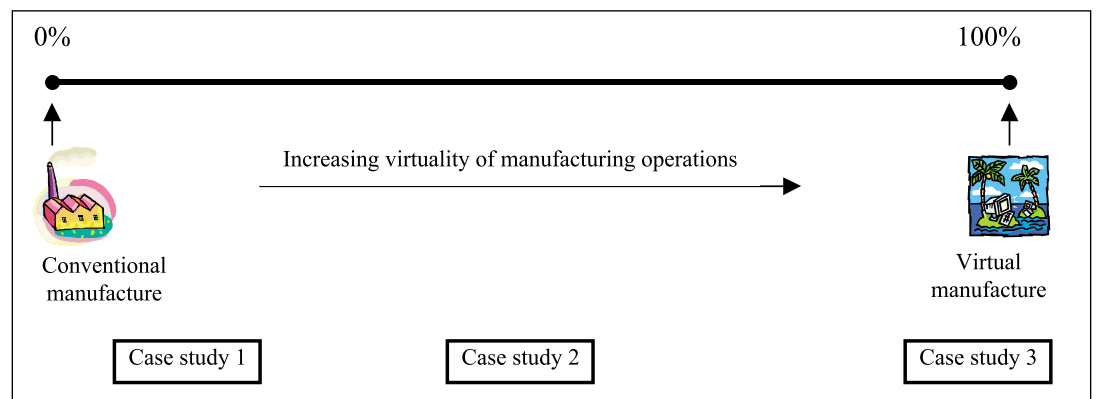 0%
100%
Increasing virtuality of manufacturing operations
Conventional
manufacture
Virtual
manufacture
Case study 1
Case study 2
Case study 3